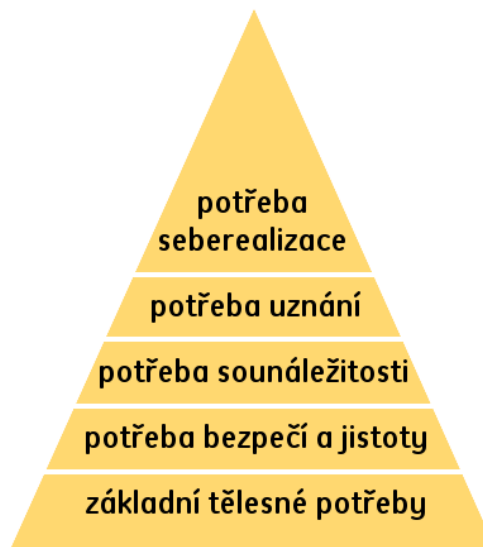 potřeba
seberealizace
potřeba uznání
potřeba sounáležitosti
potřeba bezpečí a jistoty
základní tělesné potřeby